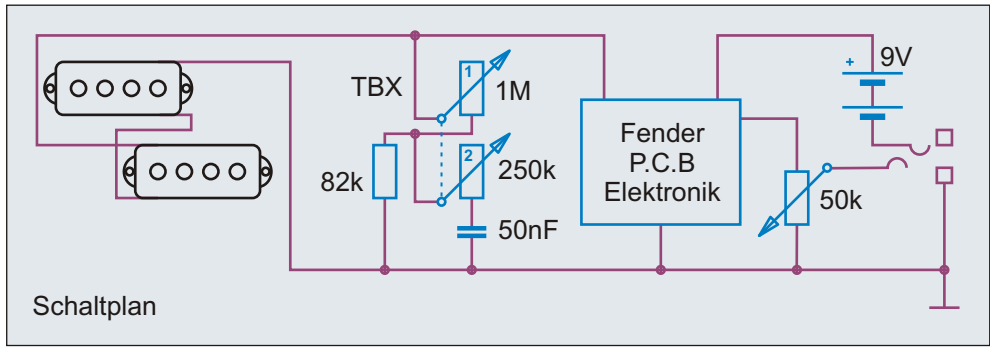 TBX
1
1M
82k
2
250k
50nF
Fender
P.C.B
Elektronik
+
9V
50k
Schaltplan